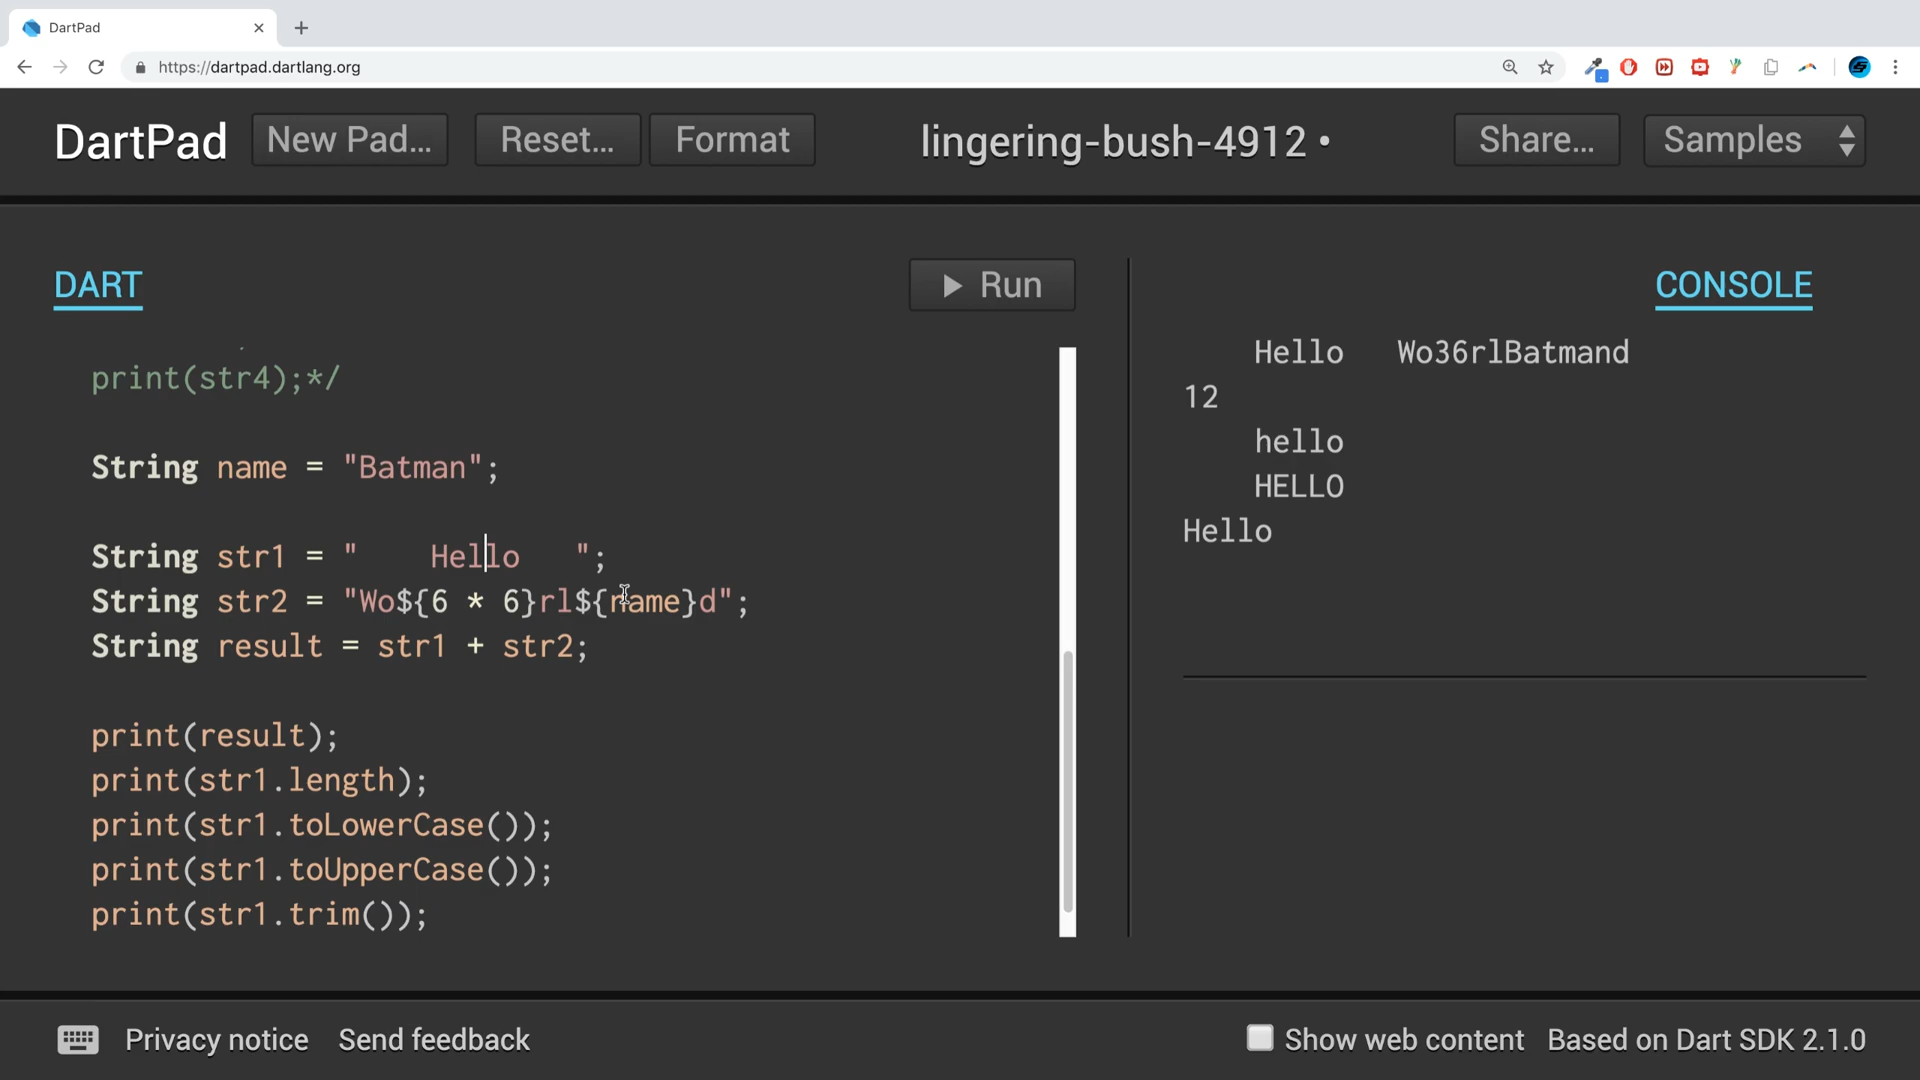 DartPad
https://dartpad.dartlang.org
DartPad New Pad... Reset... Format lingering-bush-4912 • Share... Samples
DART Run CONSOLE
print(str4);*/
String name = "Batman";
String str1 = "    Hello   ";
String str2 = "Wo${6 * 6}rl${name}d";
String result = str1 + str2;
print(result);
print(str1.length);
print(str1.toLowerCase());
print(str1.toUpperCase());
print(str1.trim());
    Hello   Wo36rlBatmand
12
    hello
    HELLO
Hello
Privacy notice Send feedback Show web content Based on Dart SDK 2.1.0